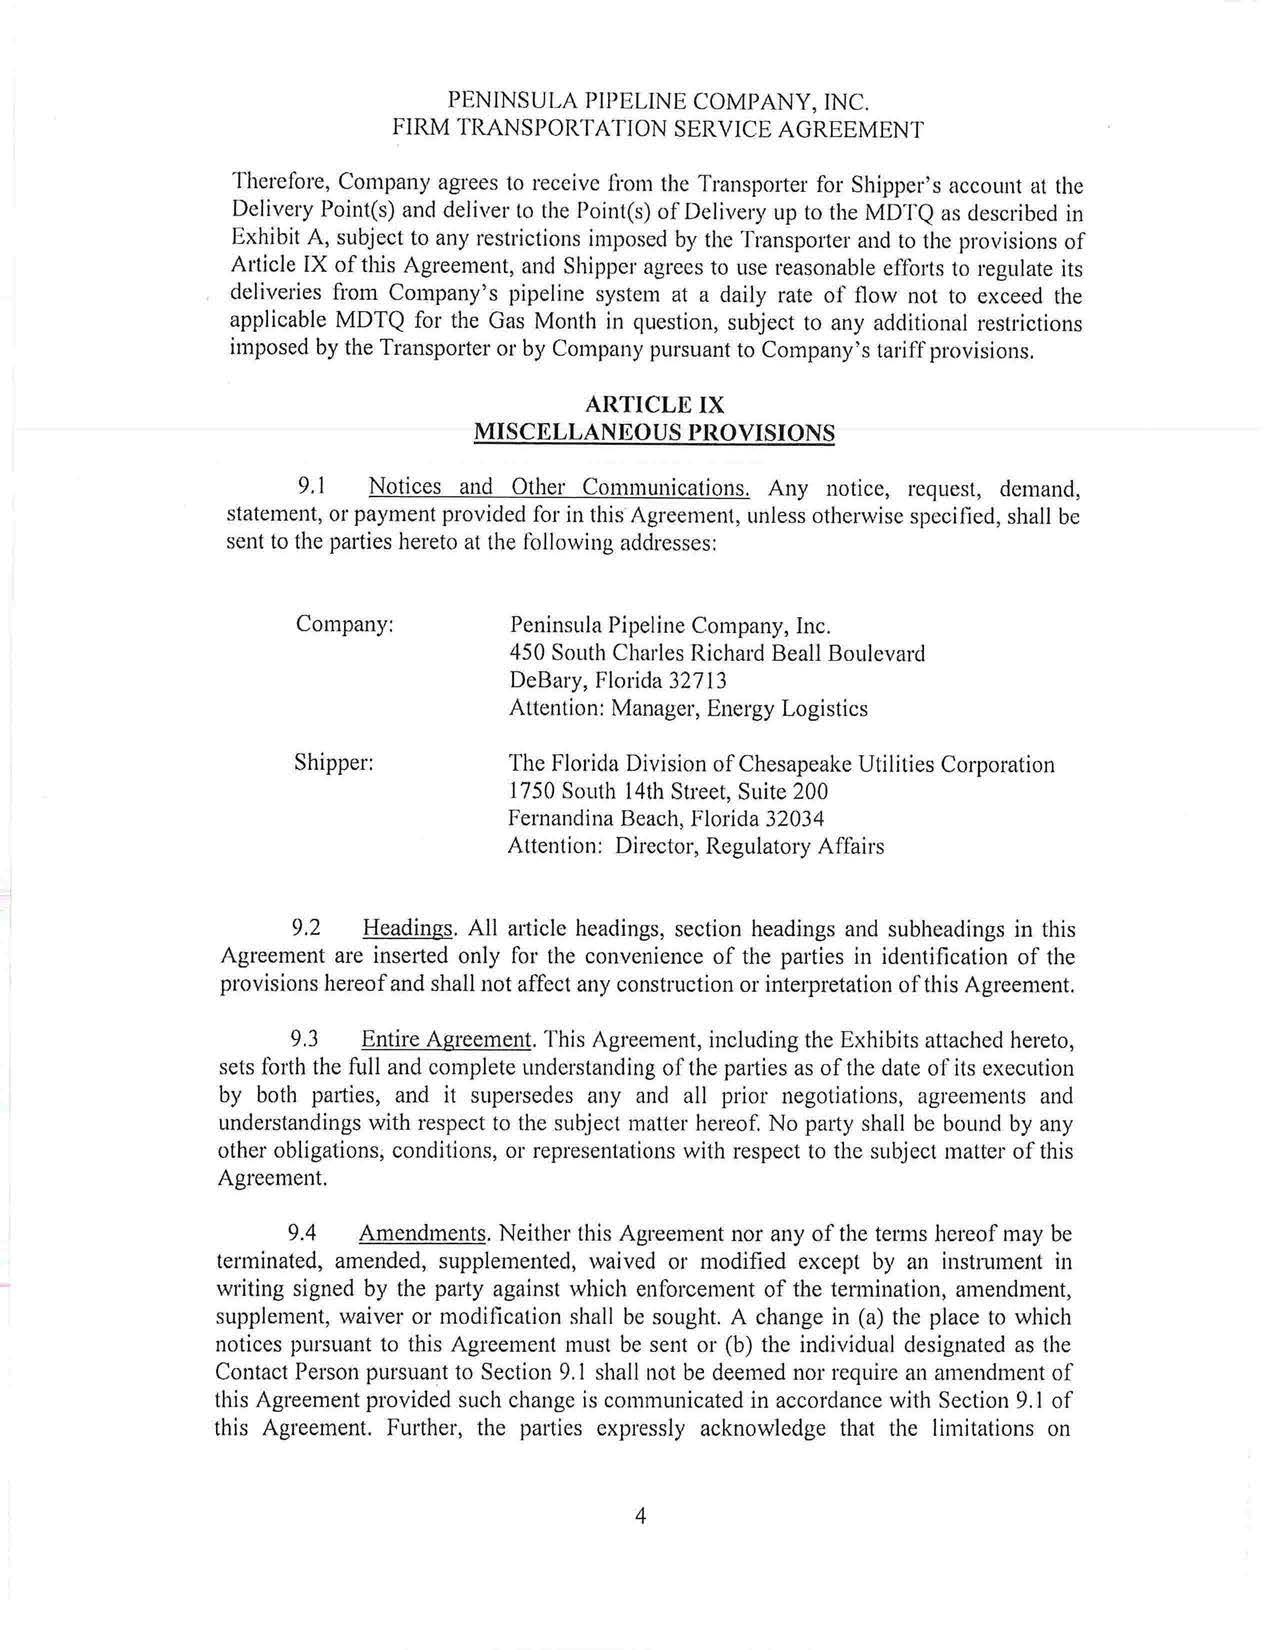 PENINSULA PIPELINE COMPANY, INC.
FIRM TRANSPORTATION SERVICE AGREEMENT
Therefore, Company agrees to receive from the Transporter for Shipper's account at the
Delivery Point(s) and deliver to the Point(s) of Delivery up to the MDTQ as described in
Exhibit A, subject to any restrictions imposed by the Transporter and to the provisions of
Article IX of this Agreement, and Shipper agrees to use reasonable efforts to regulate its
deliveries from Company's pipeline system at a daily rate of flow not to exceed the
applicable MDTQ for the Gas Month in question, subject to any additional restrictions
imposed by the Transporter or by Company pursuant to Company's tariff provisions.
ARTICLE IX
MISCELLANEOUS PROVISIONS
9.1 Notices and Other Communications. Any notice, request, demand,
statement, or payment provided for in this Agreement, unless otherwise specified, shall be
sent to the parties hereto at the following addresses:
Company: Peninsula Pipeline Company, Inc.
450 South Charles Richard Beall Boulevard
DeBary, Florida 32713
Attention: Manager, Energy Logistics
Shipper: The Florida Division of Chesapeake Utilities Corporation
1750 South 14th Street, Suite 200
Fernandina Beach, Florida 32034
Attention: Director, Regulatory Affairs
9.2 Headings. All article headings, section headings and subheadings in this
Agreement are inserted only for the convenience of the parties in identification of the
provisions hereof and shall not affect any construction or interpretation of this Agreement.
9.3 Entire Agreement. This Agreement, including the Exhibits attached hereto,
sets forth the full and complete understanding of the parties as of the date of its execution
by both parties, and it supersedes any and all prior negotiations, agreements and
understandings with respect to the subject matter hereof. No party shall be bound by any
other obligations, conditions, or representations with respect to the subject matter of this
Agreement.
9.4 Amendments. Neither this Agreement nor any of the terms hereof may be
terminated, amended, supplemented, waived or modified except by an instrument in
writing signed by the party against which enforcement of the termination, amendment,
supplement, waiver or modification shall be sought. A change in (a) the place to which
notices pursuant to this Agreement must be sent or (b) the individual designated as the
Contact Person pursuant to Section 9.1 shall not be deemed nor require an amendment of
this Agreement provided such change is communicated in accordance with Section 9.1 of
this Agreement. Further, the parties expressly acknowledge that the limitations on
4